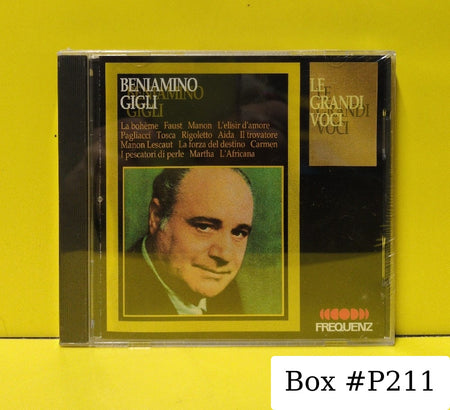 BENIAMINO
GIGLI
La bohème Faust Manon L'elisir d'amore
Pagliacci Tosca Rigoletto Aida Il trovatore
Manon Lescaut La forza del destino Carmen
I pescatori di perle Martha L'Africana
LE
GRANDI
VOCI
FREQUENZ
Box #P211